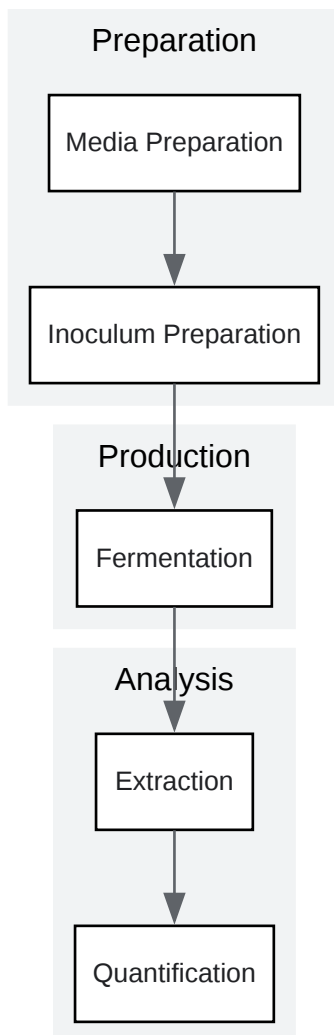 Preparation
Media Preparation
Inoculum Preparation
Production
Fermentation
Analysis
Extraction
Quantification